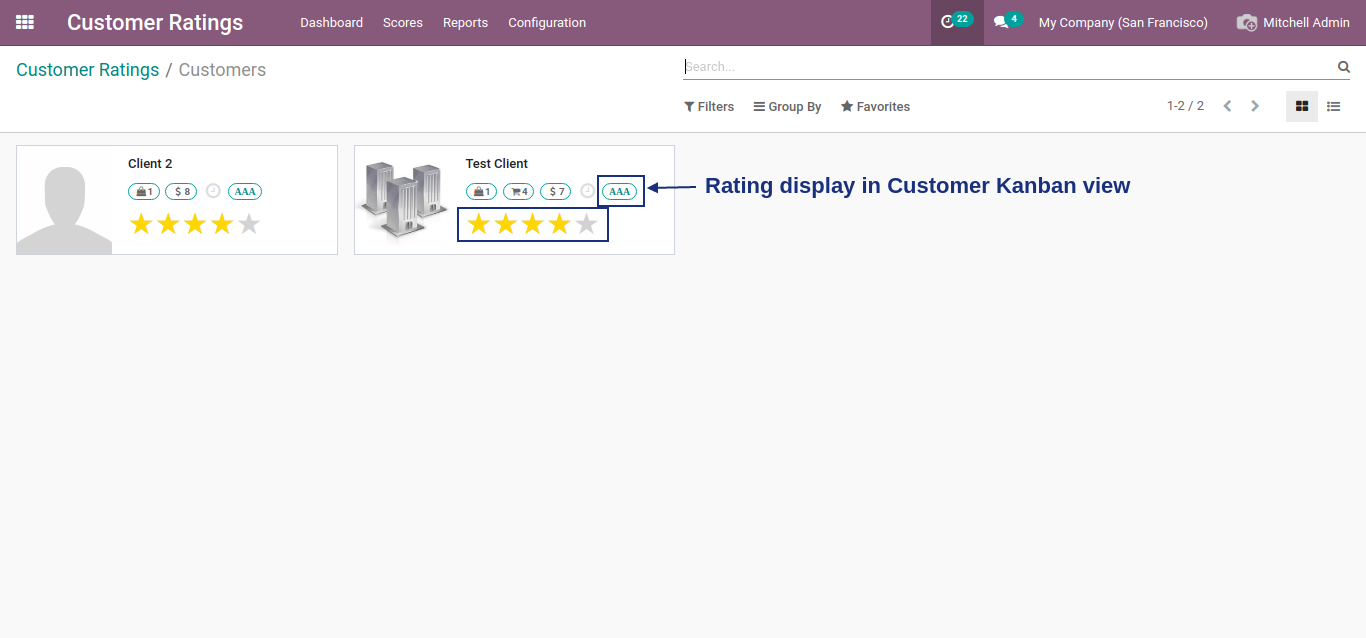 Customer Ratings Dashboard Scores Reports Configuration 22 4 My Company (San Francisco) Mitchell Admin
Customer Ratings / Customers
Search...
Filters Group By Favorites 1-2 / 2
Client 2
1 $ 8 AAA
Test Client
1 4 $ 7 AAA
Rating display in Customer Kanban view